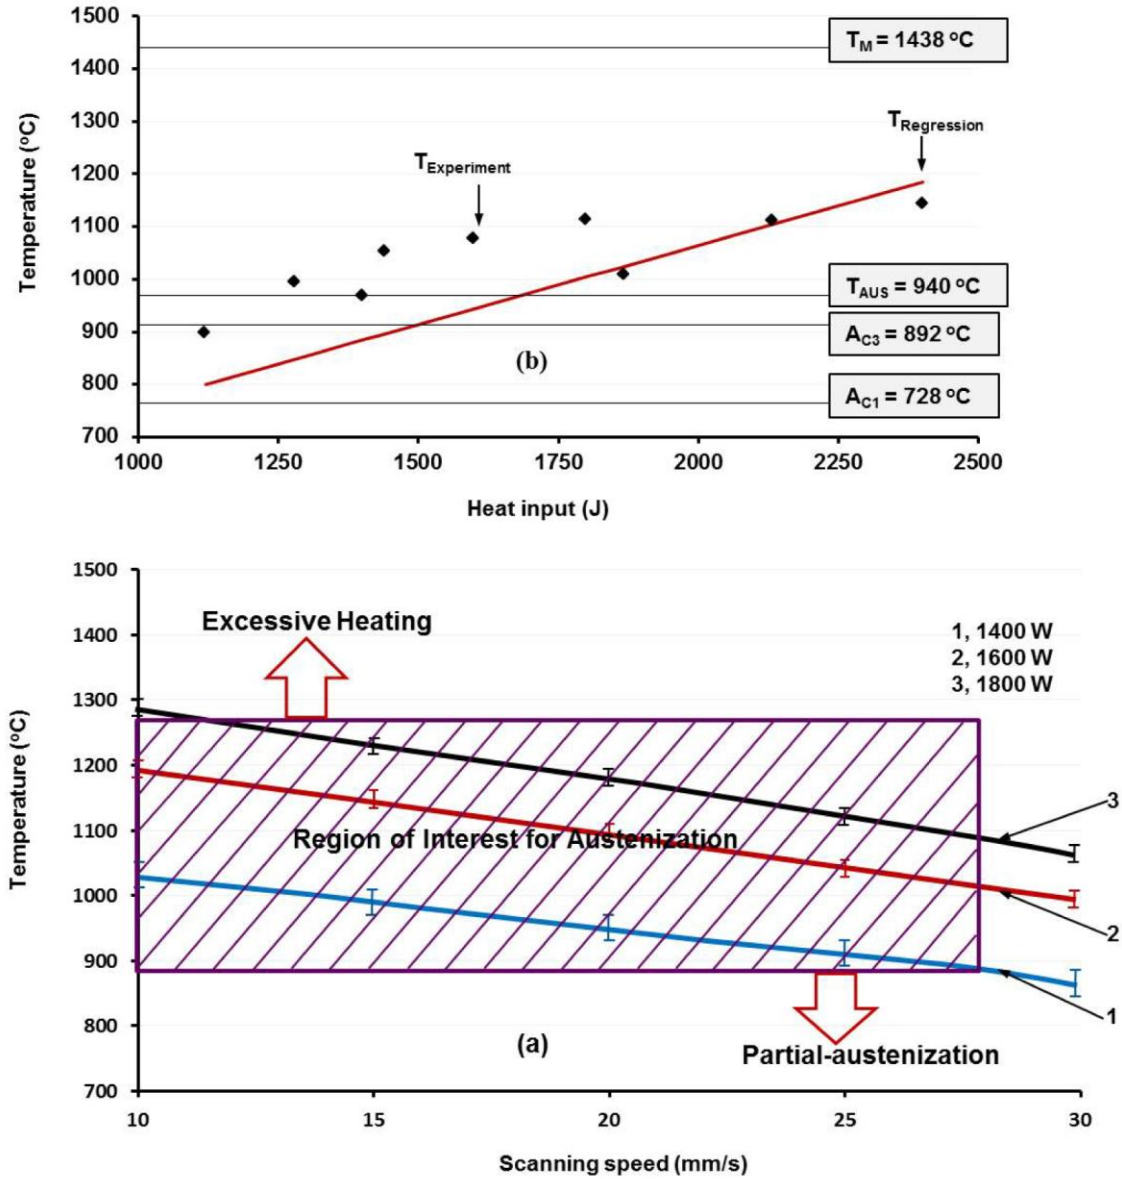 1500
1400
1300
1200
1100
1000
900
800
700
Temperature (°C)
T_M = 1438 °C
T_Regression
T_Experiment
T_AUS = 940 °C
A_C3 = 892 °C
A_C1 = 728 °C
(b)
1000 1250 1500 1750 2000 2250 2500
Heat input (J)
1500
1400
1300
1200
1100
1000
900
800
700
Temperature (°C)
Excessive Heating
1, 1400 W
2, 1600 W
3, 1800 W
Region of Interest for Austenization
3
2
1
(a)
Partial-austenization
10 15 20 25 30
Scanning speed (mm/s)